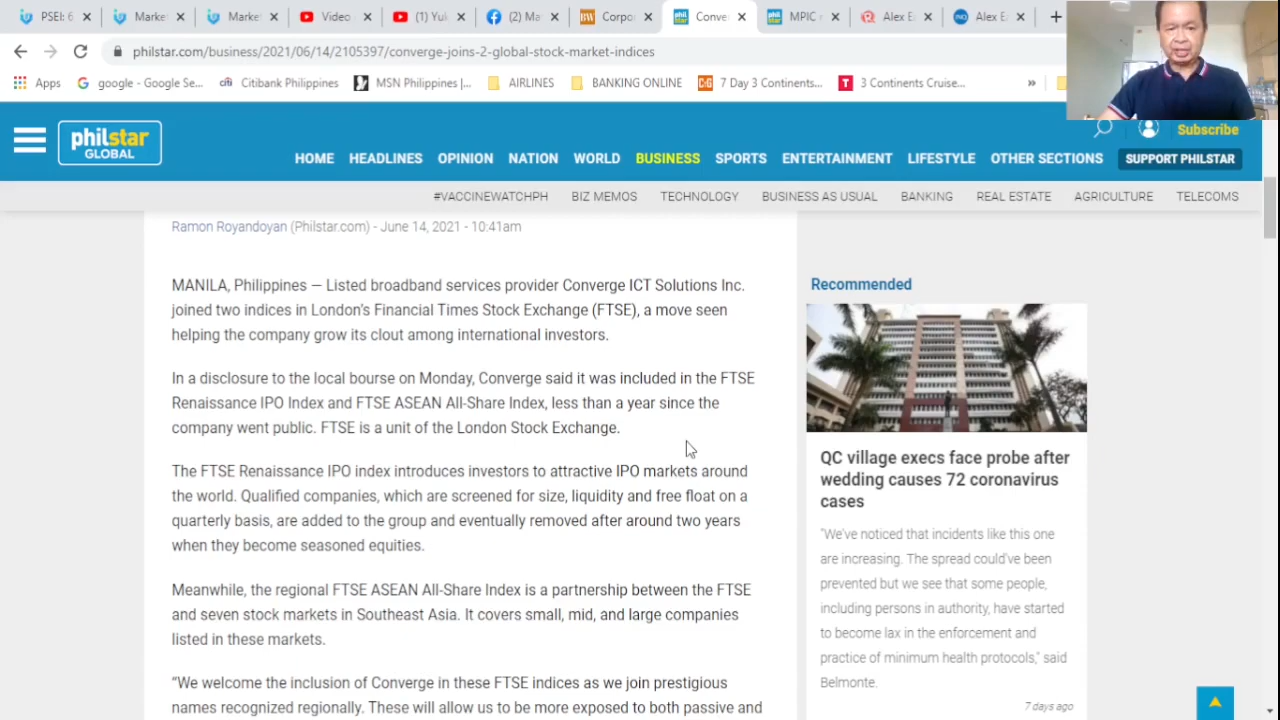 PSEi: 6
Market
Market
Video
(1) Yul
(2) Ma
Corpor
Conve
MPIC
Alex E
Alex E
philstar.com/business/2021/06/14/2105397/converge-joins-2-global-stock-market-indices
Apps
google - Google Se...
Citibank Philippines
MSN Philippines |...
AIRLINES
BANKING ONLINE
7 Day 3 Continents...
3 Continents Cruise...
»
philstar
GLOBAL
Subscribe
HOME HEADLINES OPINION NATION WORLD BUSINESS SPORTS ENTERTAINMENT LIFESTYLE OTHER SECTIONS SUPPORT PHILSTAR
#VACCINEWATCHPH BIZ MEMOS TECHNOLOGY BUSINESS AS USUAL BANKING REAL ESTATE AGRICULTURE TELECOMS
Ramon Royandoyan (Philstar.com) - June 14, 2021 - 10:41am
MANILA, Philippines — Listed broadband services provider Converge ICT Solutions Inc.
joined two indices in London's Financial Times Stock Exchange (FTSE), a move seen
helping the company grow its clout among international investors.
In a disclosure to the local bourse on Monday, Converge said it was included in the FTSE
Renaissance IPO Index and FTSE ASEAN All-Share Index, less than a year since the
company went public. FTSE is a unit of the London Stock Exchange.
The FTSE Renaissance IPO index introduces investors to attractive IPO markets around
the world. Qualified companies, which are screened for size, liquidity and free float on a
quarterly basis, are added to the group and eventually removed after around two years
when they become seasoned equities.
Meanwhile, the regional FTSE ASEAN All-Share Index is a partnership between the FTSE
and seven stock markets in Southeast Asia. It covers small, mid, and large companies
listed in these markets.
“We welcome the inclusion of Converge in these FTSE indices as we join prestigious
names recognized regionally. These will allow us to be more exposed to both passive and
Recommended
QC village execs face probe after
wedding causes 72 coronavirus
cases
"We've noticed that incidents like this one
are increasing. The spread could've been
prevented but we see that some people,
including persons in authority, have started
to become lax in the enforcement and
practice of minimum health protocols," said
Belmonte.
7 days ago